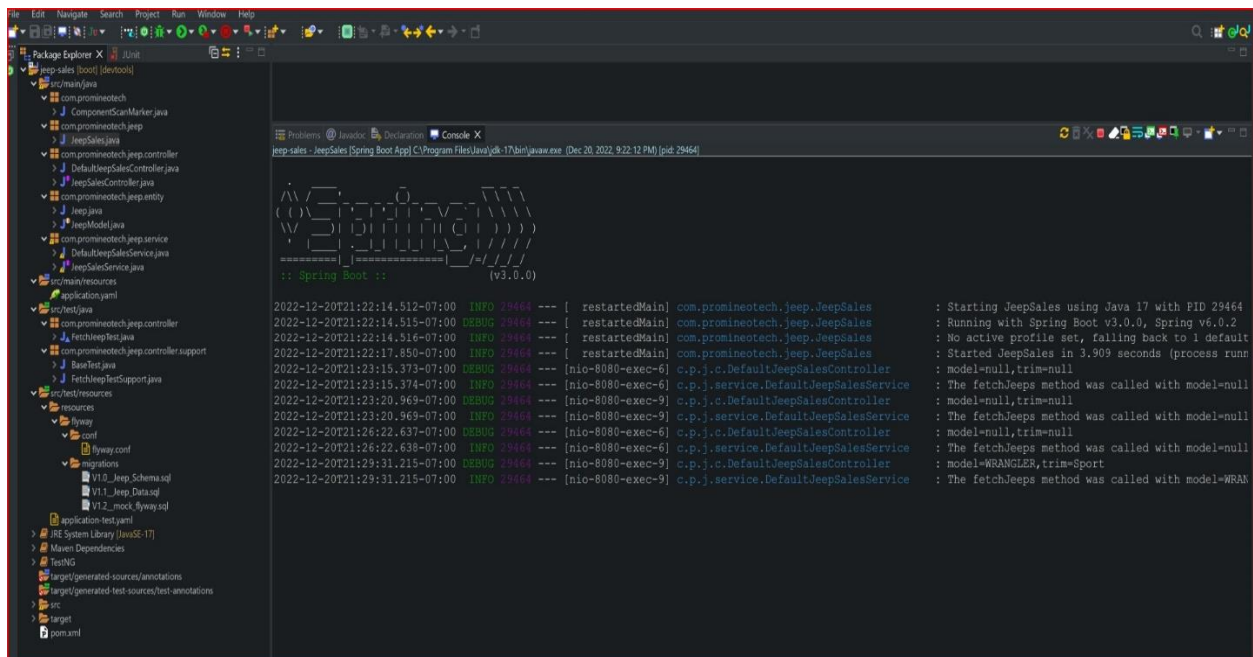 File Edit Navigate Search Project Run Window Help
Package Explorer X JUnit
jeep-sales [boot] [devtools]
src/main/java
com.promineotech
ComponentScanMarker.java
com.promineotech.jeep
JeepSales.java
com.promineotech.jeep.controller
DefaultJeepSalesController.java
JeepSalesController.java
com.promineotech.jeep.entity
Jeep.java
JeepModel.java
com.promineotech.jeep.service
DefaultJeepSalesService.java
JeepSalesService.java
src/main/resources
application.yaml
src/test/java
com.promineotech.jeep.controller
FetchJeepTest.java
com.promineotech.jeep.controller.support
BaseTest.java
FetchJeepTestSupport.java
src/test/resources
resources
flyway
conf
flyway.conf
migrations
V1.0__Jeep_Schema.sql
V1.1__Jeep_Data.sql
V1.2__mock_flyway.sql
application-test.yaml
JRE System Library [JavaSE-17]
Maven Dependencies
TestNG
target/generated-sources/annotations
target/generated-test-sources/test-annotations
src
target
pom.xml
Problems @ Javadoc Declaration Console X
jeep-sales - JeepSales [Spring Boot App] C:\Program Files\Java\jdk-17\bin\javaw.exe (Dec 20, 2022, 9:22:12 PM) [pid: 29464]
Spring
:: Spring Boot :: (v3.0.0)
2022-12-20T21:22:14.512-07:00 INFO 29464 --- [ restartedMain] com.promineotech.jeep.JeepSales : Starting JeepSales using Java 17 with PID 29464
2022-12-20T21:22:14.515-07:00 DEBUG 29464 --- [ restartedMain] com.promineotech.jeep.JeepSales : Running with Spring Boot v3.0.0, Spring v6.0.2
2022-12-20T21:22:14.516-07:00 INFO 29464 --- [ restartedMain] com.promineotech.jeep.JeepSales : No active profile set, falling back to 1 default
2022-12-20T21:22:17.850-07:00 INFO 29464 --- [ restartedMain] com.promineotech.jeep.JeepSales : Started JeepSales in 3.909 seconds (process runn
2022-12-20T21:23:15.373-07:00 DEBUG 29464 --- [nio-8080-exec-6] c.p.j.c.DefaultJeepSalesController : model=null,trim=null
2022-12-20T21:23:15.374-07:00 INFO 29464 --- [nio-8080-exec-6] c.p.j.service.DefaultJeepSalesService : The fetchJeeps method was called with model=null
2022-12-20T21:23:20.969-07:00 DEBUG 29464 --- [nio-8080-exec-9] c.p.j.c.DefaultJeepSalesController : model=null,trim=null
2022-12-20T21:23:20.969-07:00 INFO 29464 --- [nio-8080-exec-9] c.p.j.service.DefaultJeepSalesService : The fetchJeeps method was called with model=null
2022-12-20T21:26:22.637-07:00 DEBUG 29464 --- [nio-8080-exec-6] c.p.j.c.DefaultJeepSalesController : model=null,trim=null
2022-12-20T21:26:22.638-07:00 INFO 29464 --- [nio-8080-exec-6] c.p.j.service.DefaultJeepSalesService : The fetchJeeps method was called with model=null
2022-12-20T21:29:31.215-07:00 DEBUG 29464 --- [nio-8080-exec-9] c.p.j.c.DefaultJeepSalesController : model=WRANGLER,trim=Sport
2022-12-20T21:29:31.215-07:00 INFO 29464 --- [nio-8080-exec-9] c.p.j.service.DefaultJeepSalesService : The fetchJeeps method was called with model=WRAN